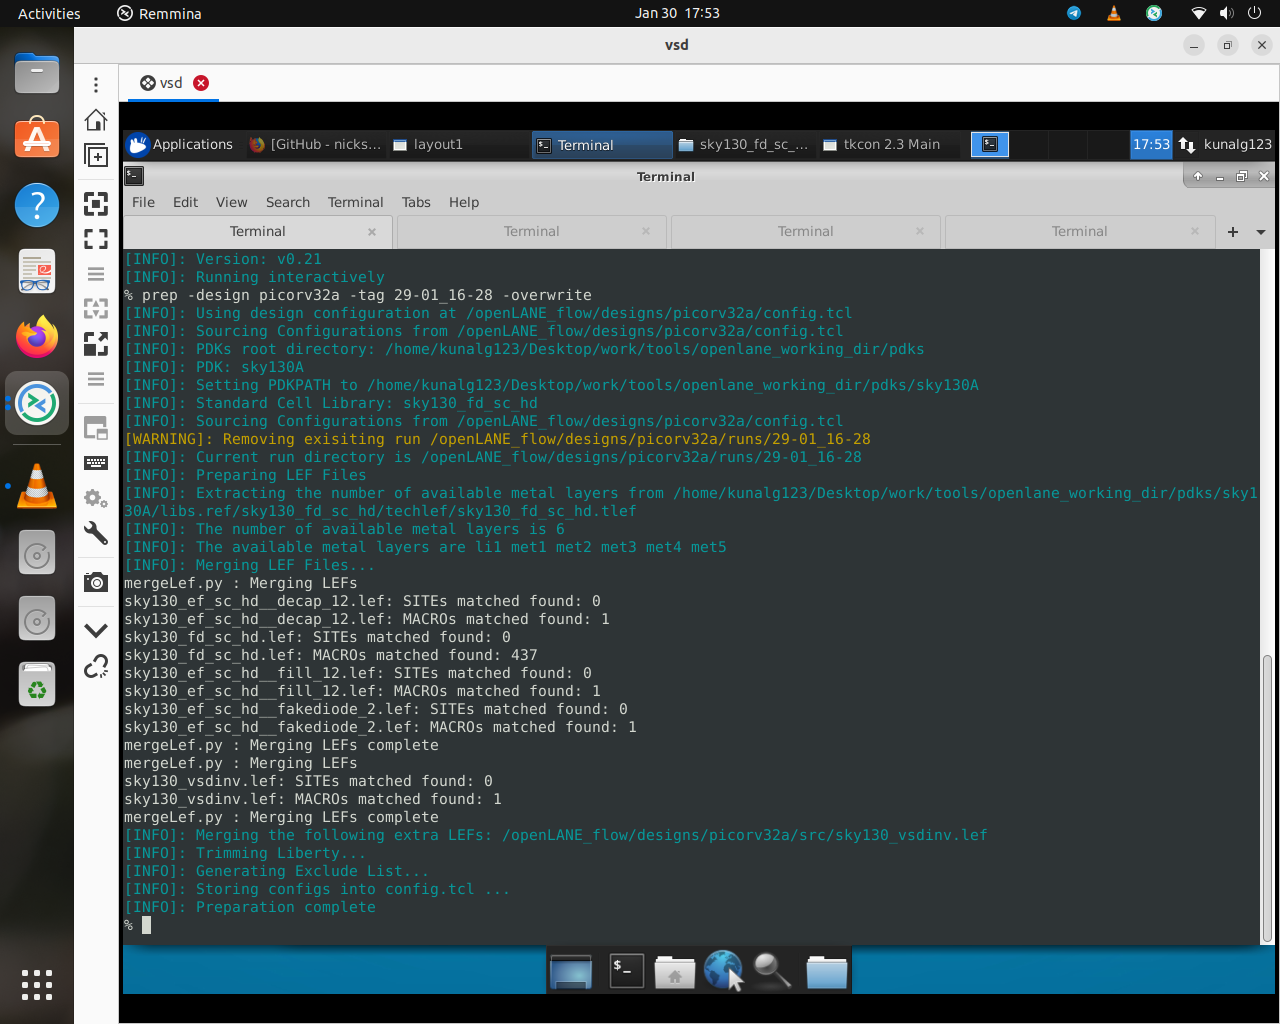 Activities
Remmina
Jan 30 17:53
vsd
vsd
Applications
[GitHub - nicks...
layout1
Terminal
sky130_fd_sc_...
tkcon 2.3 Main
17:53
kunalg123
Terminal
File Edit View Search Terminal Tabs Help
Terminal
Terminal
Terminal
Terminal
[INFO]: Version: v0.21
[INFO]: Running interactively
% prep -design picorv32a -tag 29-01_16-28 -overwrite
[INFO]: Using design configuration at /openLANE_flow/designs/picorv32a/config.tcl
[INFO]: Sourcing Configurations from /openLANE_flow/designs/picorv32a/config.tcl
[INFO]: PDKs root directory: /home/kunalg123/Desktop/work/tools/openlane_working_dir/pdks
[INFO]: PDK: sky130A
[INFO]: Setting PDKPATH to /home/kunalg123/Desktop/work/tools/openlane_working_dir/pdks/sky130A
[INFO]: Standard Cell Library: sky130_fd_sc_hd
[INFO]: Sourcing Configurations from /openLANE_flow/designs/picorv32a/config.tcl
[WARNING]: Removing exisiting run /openLANE_flow/designs/picorv32a/runs/29-01_16-28
[INFO]: Current run directory is /openLANE_flow/designs/picorv32a/runs/29-01_16-28
[INFO]: Preparing LEF Files
[INFO]: Extracting the number of available metal layers from /home/kunalg123/Desktop/work/tools/openlane_working_dir/pdks/sky1
30A/libs.ref/sky130_fd_sc_hd/techlef/sky130_fd_sc_hd.tlef
[INFO]: The number of available metal layers is 6
[INFO]: The available metal layers are li1 met1 met2 met3 met4 met5
[INFO]: Merging LEF Files...
mergeLef.py : Merging LEFs
sky130_ef_sc_hd__decap_12.lef: SITEs matched found: 0
sky130_ef_sc_hd__decap_12.lef: MACROs matched found: 1
sky130_fd_sc_hd.lef: SITEs matched found: 0
sky130_fd_sc_hd.lef: MACROs matched found: 437
sky130_ef_sc_hd__fill_12.lef: SITEs matched found: 0
sky130_ef_sc_hd__fill_12.lef: MACROs matched found: 1
sky130_ef_sc_hd__fakediode_2.lef: SITEs matched found: 0
sky130_ef_sc_hd__fakediode_2.lef: MACROs matched found: 1
mergeLef.py : Merging LEFs complete
mergeLef.py : Merging LEFs
sky130_vsdinv.lef: SITEs matched found: 0
sky130_vsdinv.lef: MACROs matched found: 1
mergeLef.py : Merging LEFs complete
[INFO]: Merging the following extra LEFs: /openLANE_flow/designs/picorv32a/src/sky130_vsdinv.lef
[INFO]: Trimming Liberty...
[INFO]: Generating Exclude List...
[INFO]: Storing configs into config.tcl ...
[INFO]: Preparation complete
%